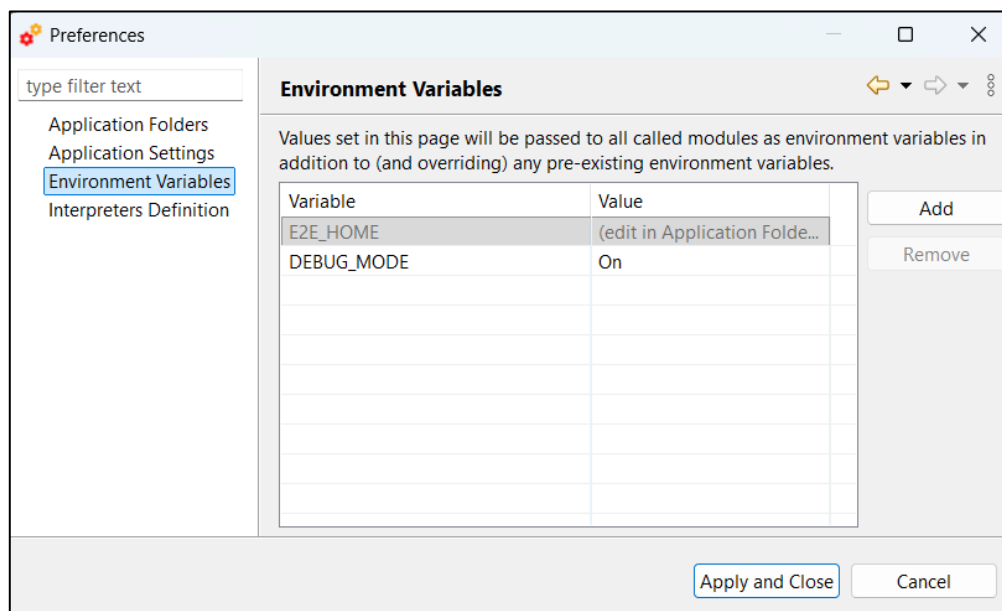 Preferences
type filter text
Application Folders
Application Settings
Environment Variables
Interpreters Definition
Environment Variables
Values set in this page will be passed to all called modules as environment variables in
addition to (and overriding) any pre-existing environment variables.
Variable Value
E2E_HOME (edit in Application Folde...
DEBUG_MODE On
Add
Remove
Apply and Close Cancel